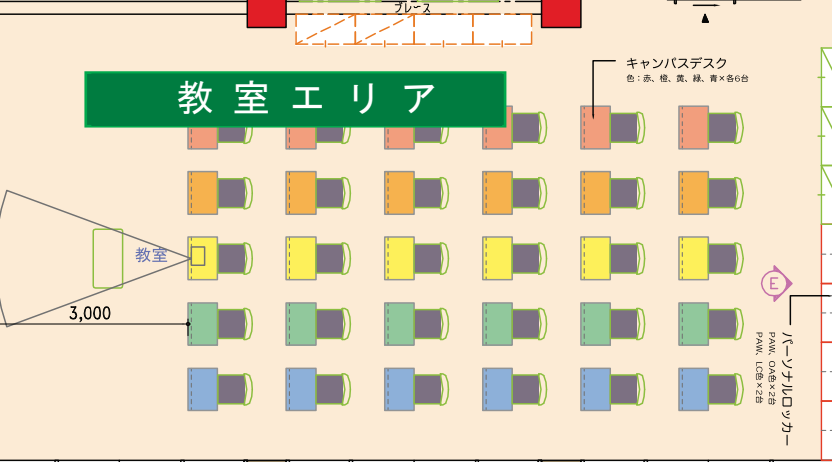 ブレース
キャンパスデスク
色：赤、橙、黄、緑、青×各6台
教室エリア
教室
3,000
E
パーソナルロッカー
PAW、OA色×2台
PAW、LC色×2台